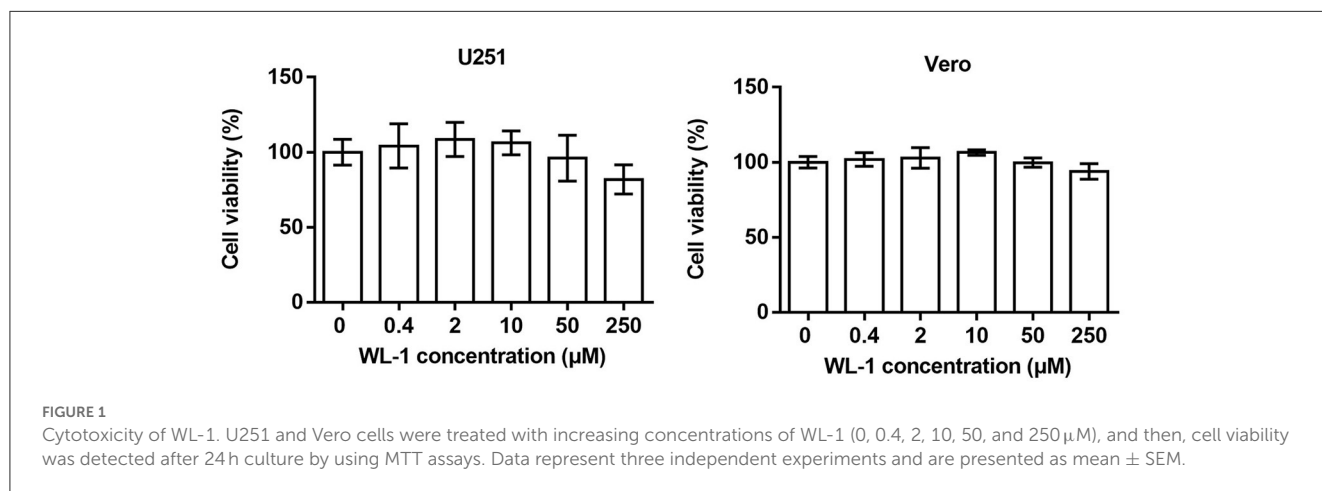 U251
150
100
50
0
Cell viability (%)
0 0.4 2 10 50 250
WL-1 concentration (µM)
Vero
150
100
50
0
Cell viability (%)
0 0.4 2 10 50 250
WL-1 concentration (µM)
FIGURE 1
Cytotoxicity of WL-1. U251 and Vero cells were treated with increasing concentrations of WL-1 (0, 0.4, 2, 10, 50, and 250 µM), and then, cell viability
was detected after 24 h culture by using MTT assays. Data represent three independent experiments and are presented as mean ± SEM.